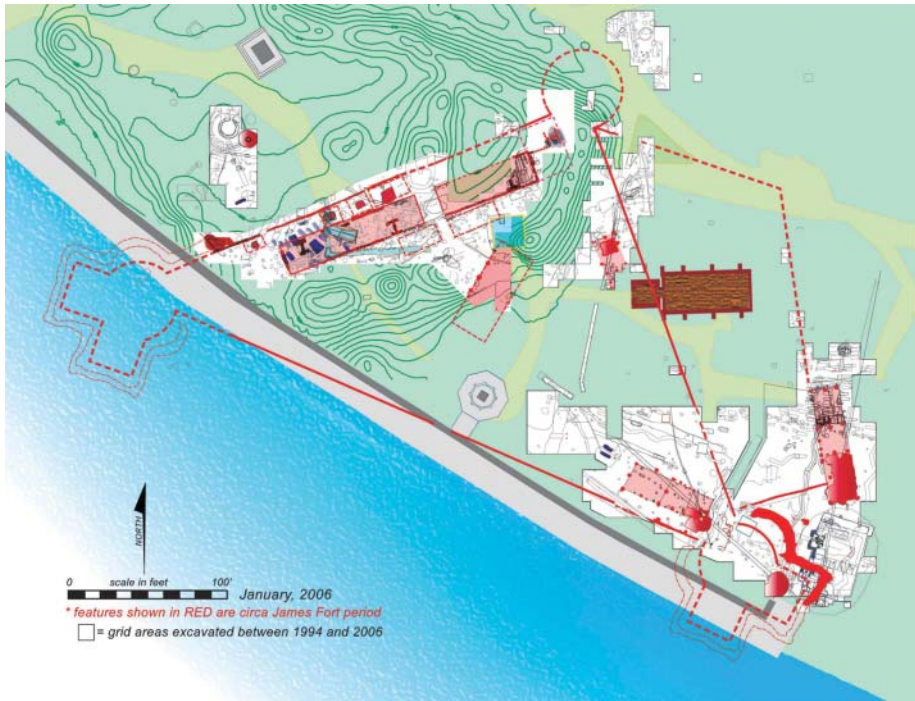 NORTH
0 scale in feet 100' January, 2006
* features shown in RED are circa James Fort period
= grid areas excavated between 1994 and 2006